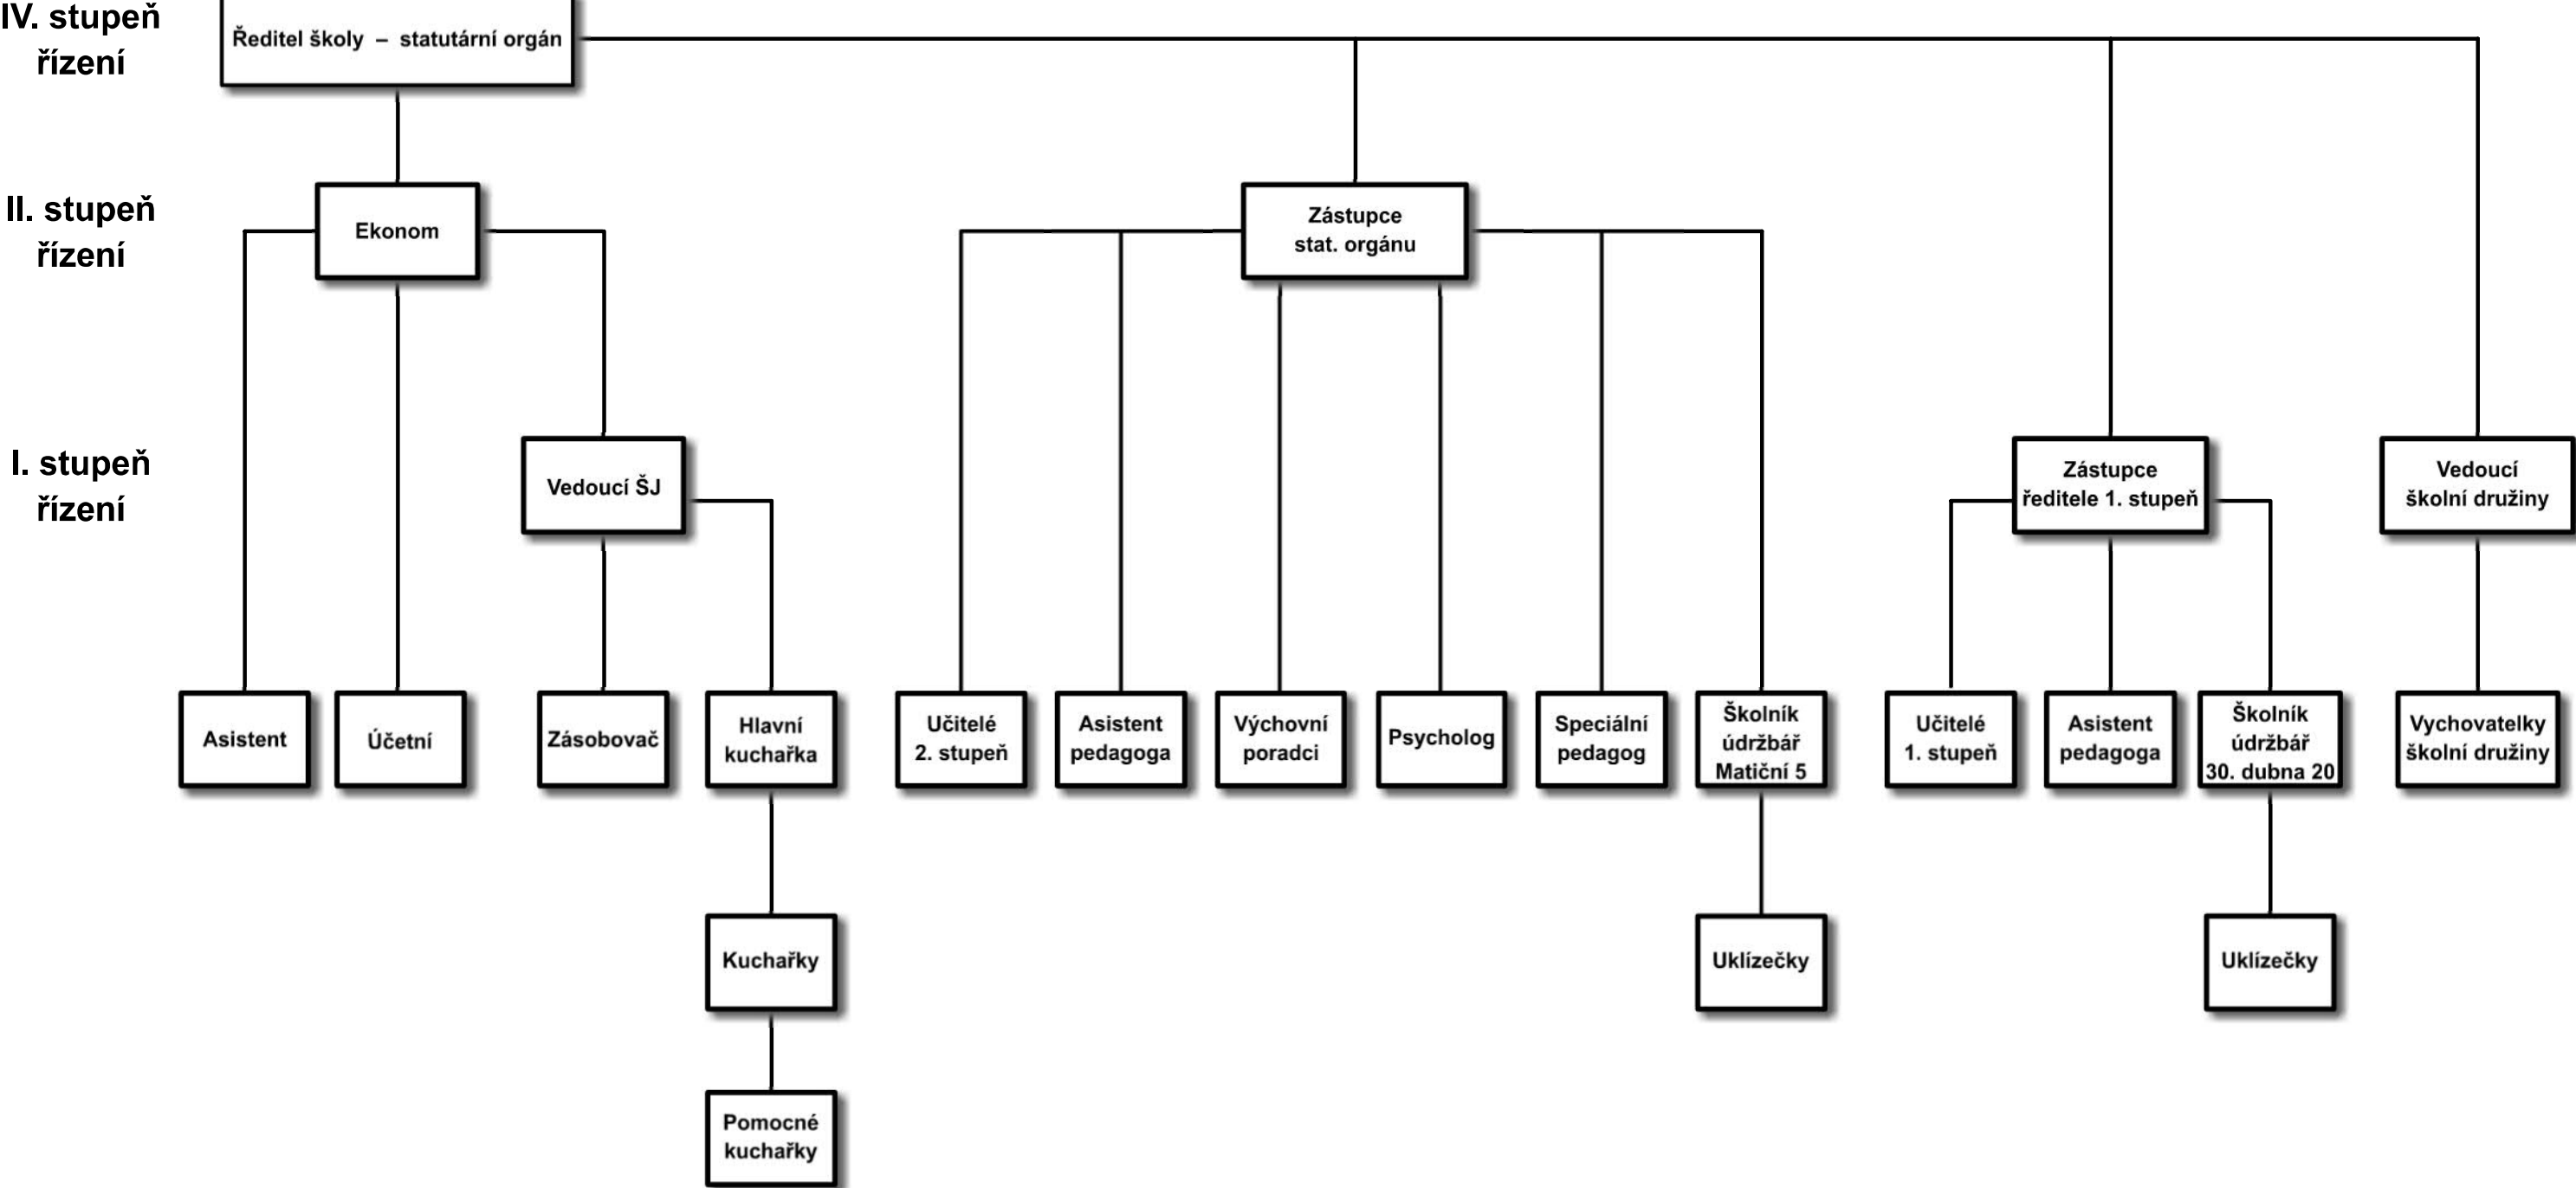 IV. stupeň
řízení
Ředitel školy – statutární orgán
II. stupeň
řízení
Ekonom
Zástupce
stat. orgánu
I. stupeň
řízení
Vedoucí ŠJ
Zástupce
ředitele 1. stupeň
Vedoucí
školní družiny
Asistent
Účetní
Zásobovač
Hlavní
kuchařka
Učitelé
2. stupeň
Asistent
pedagoga
Výchovní
poradci
Psycholog
Speciální
pedagog
Školník
údržbář
Matiční 5
Učitelé
1. stupeň
Asistent
pedagoga
Školník
údržbář
30. dubna 20
Vychovatelky
školní družiny
Kuchařky
Uklízečky
Uklízečky
Pomocné
kuchařky